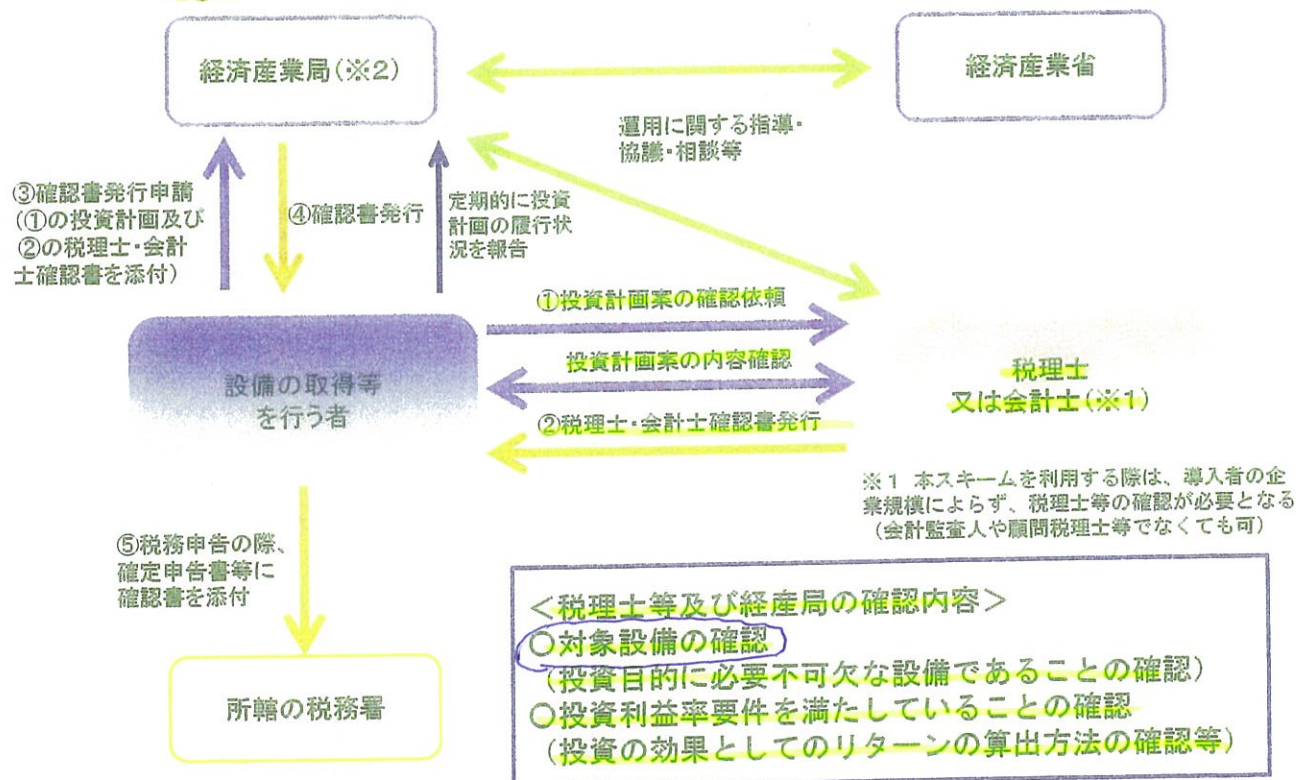 経済産業局(※2)
経済産業省
運用に関する指導・
協議・相談等
③確認書発行申請
(①の投資計画及び
②の税理士・会計
士確認書を添付)
④確認書発行
定期的に投資
計画の履行状
況を報告
①投資計画案の確認依頼
投資計画案の内容確認
②税理士・会計士確認書発行
設備の取得等
を行う者
税理士
又は会計士(※1)
※1 本スキームを利用する際は、導入者の企
業規模によらず、税理士等の確認が必要となる
(会計監査人や顧問税理士等でなくても可)
⑤税務申告の際、
確定申告書等に
確認書を添付
所轄の税務署
<税理士等及び経産局の確認内容>
○対象設備の確認
(投資目的に必要不可欠な設備であることの確認)
○投資利益率要件を満たしていることの確認
(投資の効果としてのリターンの算出方法の確認等)